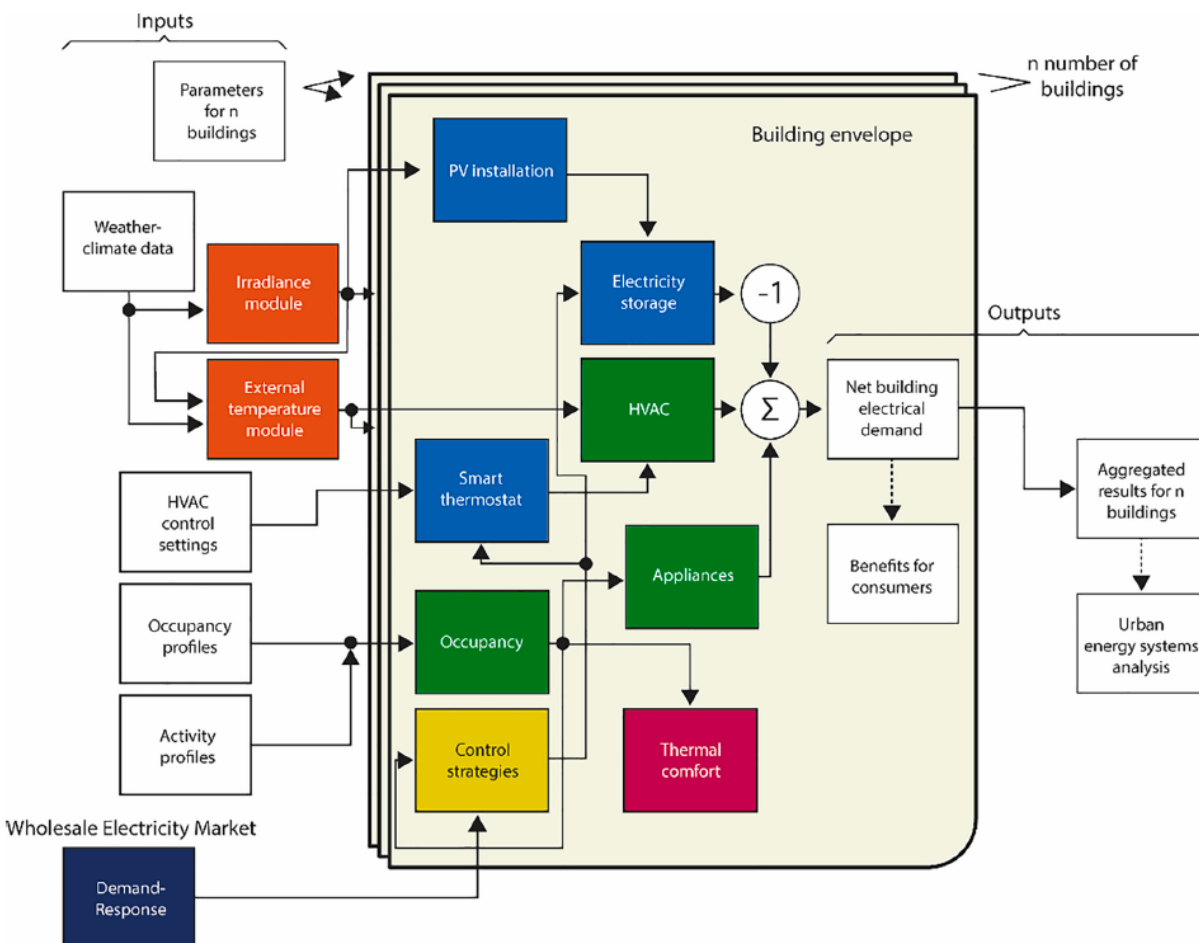 Inputs
Parameters
for n
buildings
n number of
buildings
Building envelope
PV installation
Weather-
climate data
Irradiance
module
Electricity
storage
-1
Outputs
External
temperature
module
HVAC
Σ
Net building
electrical
demand
Smart
thermostat
HVAC
control
settings
Aggregated
results for n
buildings
Appliances
Benefits for
consumers
Occupancy
profiles
Occupancy
Urban
energy systems
analysis
Activity
profiles
Control
strategies
Thermal
comfort
Wholesale Electricity Market
Demand-
Response